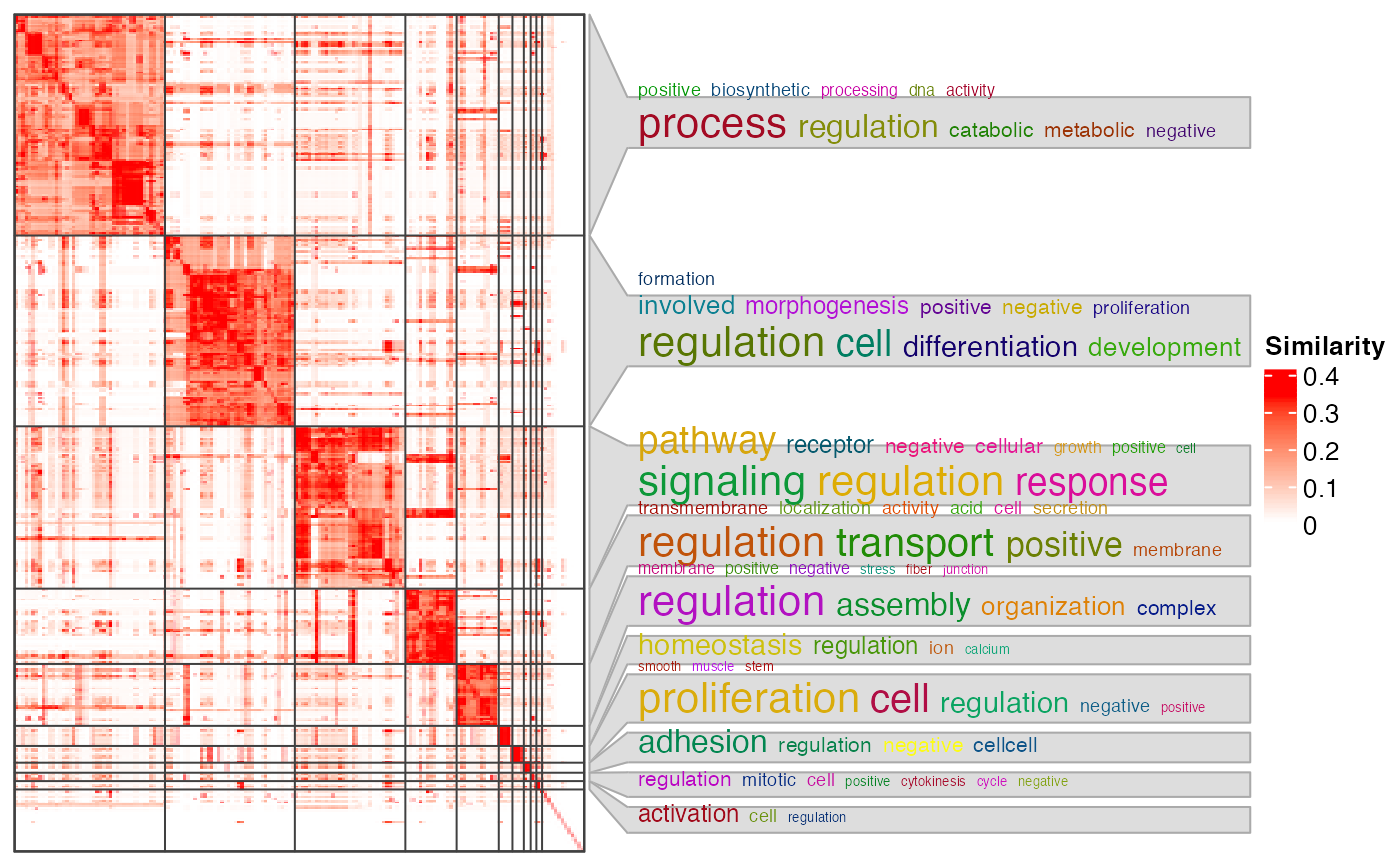 positive biosynthetic processing dna activity
process regulation catabolic metabolic negative
formation
involved morphogenesis positive negative proliferation
regulation cell differentiation development
pathway receptor negative cellular growth positive cell
signaling regulation response
transmembrane localization activity acid cell secretion
regulation transport positive membrane
membrane positive negative stress fiber junction
regulation assembly organization complex
homeostasis regulation ion calcium
smooth muscle stem
proliferation cell regulation negative positive
adhesion regulation negative cellcell
regulation mitotic cell positive cytokinesis cycle negative
activation cell regulation
Similarity
0.4
0.3
0.2
0.1
0